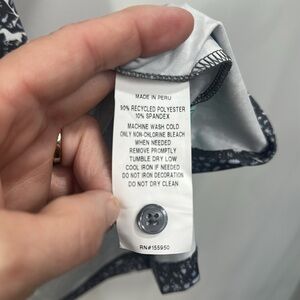 MADE IN PERU
90% RECYCLED POLYESTER
10% SPANDEX
MACHINE WASH COLD
ONLY NON-CHLORINE BLEACH
WHEN NEEDED
REMOVE PROMPTLY
TUMBLE DRY LOW
COOL IRON IF NEEDED
DO NOT IRON DECORATION
DO NOT DRY CLEAN
RN#155950